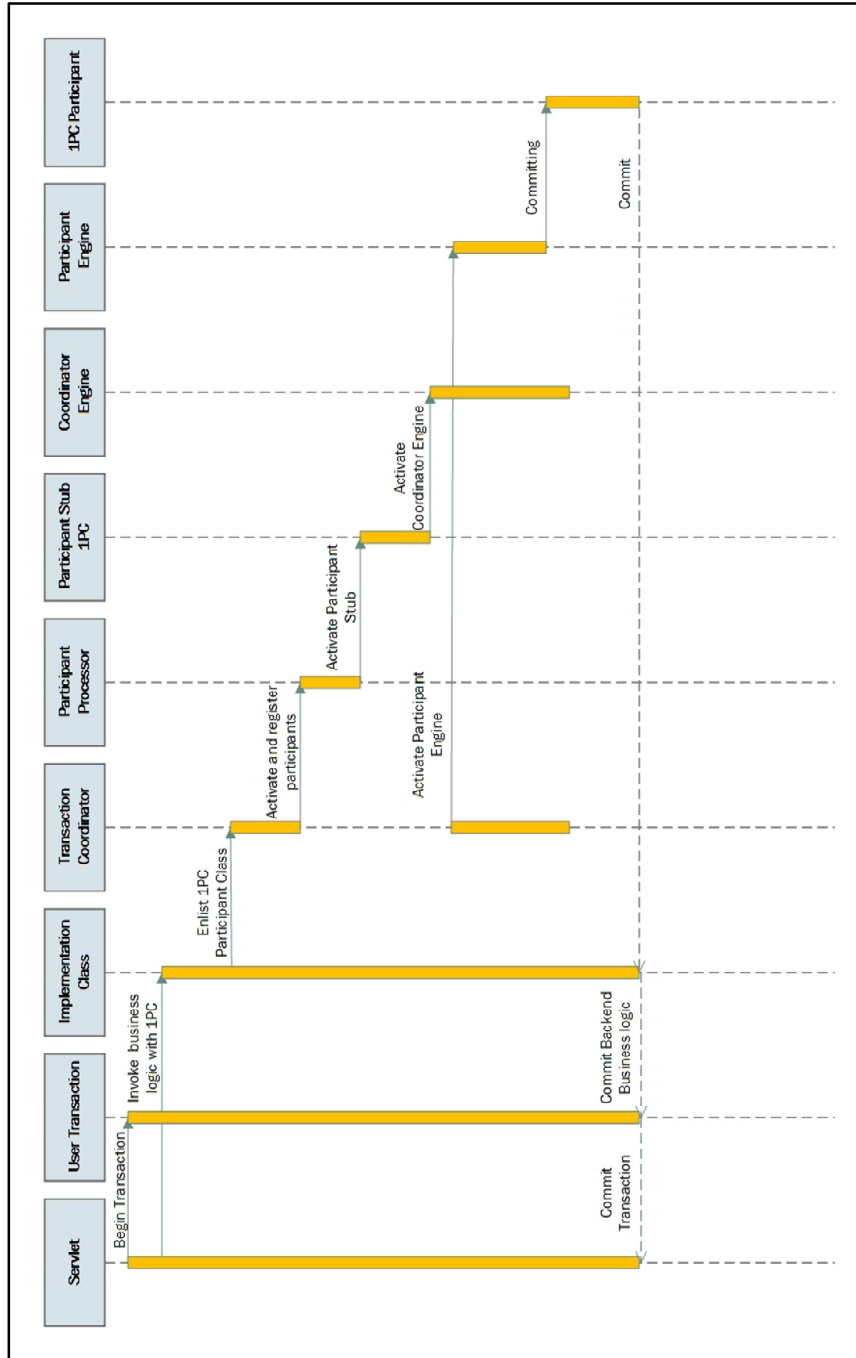 Servlet
User Transaction
Implementation
Class
Transaction
Coordinator
Participant
Processor
Participant Stub
1PC
Coordinator
Engine
Participant
Engine
1PC Participant
Begin Transaction
Invoke business
logic with 1PC
Enlist 1PC
Participant Class
Activate and register
participants
Activate Participant
Stub
Activate
Coordinator Engine
Activate Participant
Engine
Committing
Commit
Commit Backend
Business logic
Commit
Transaction